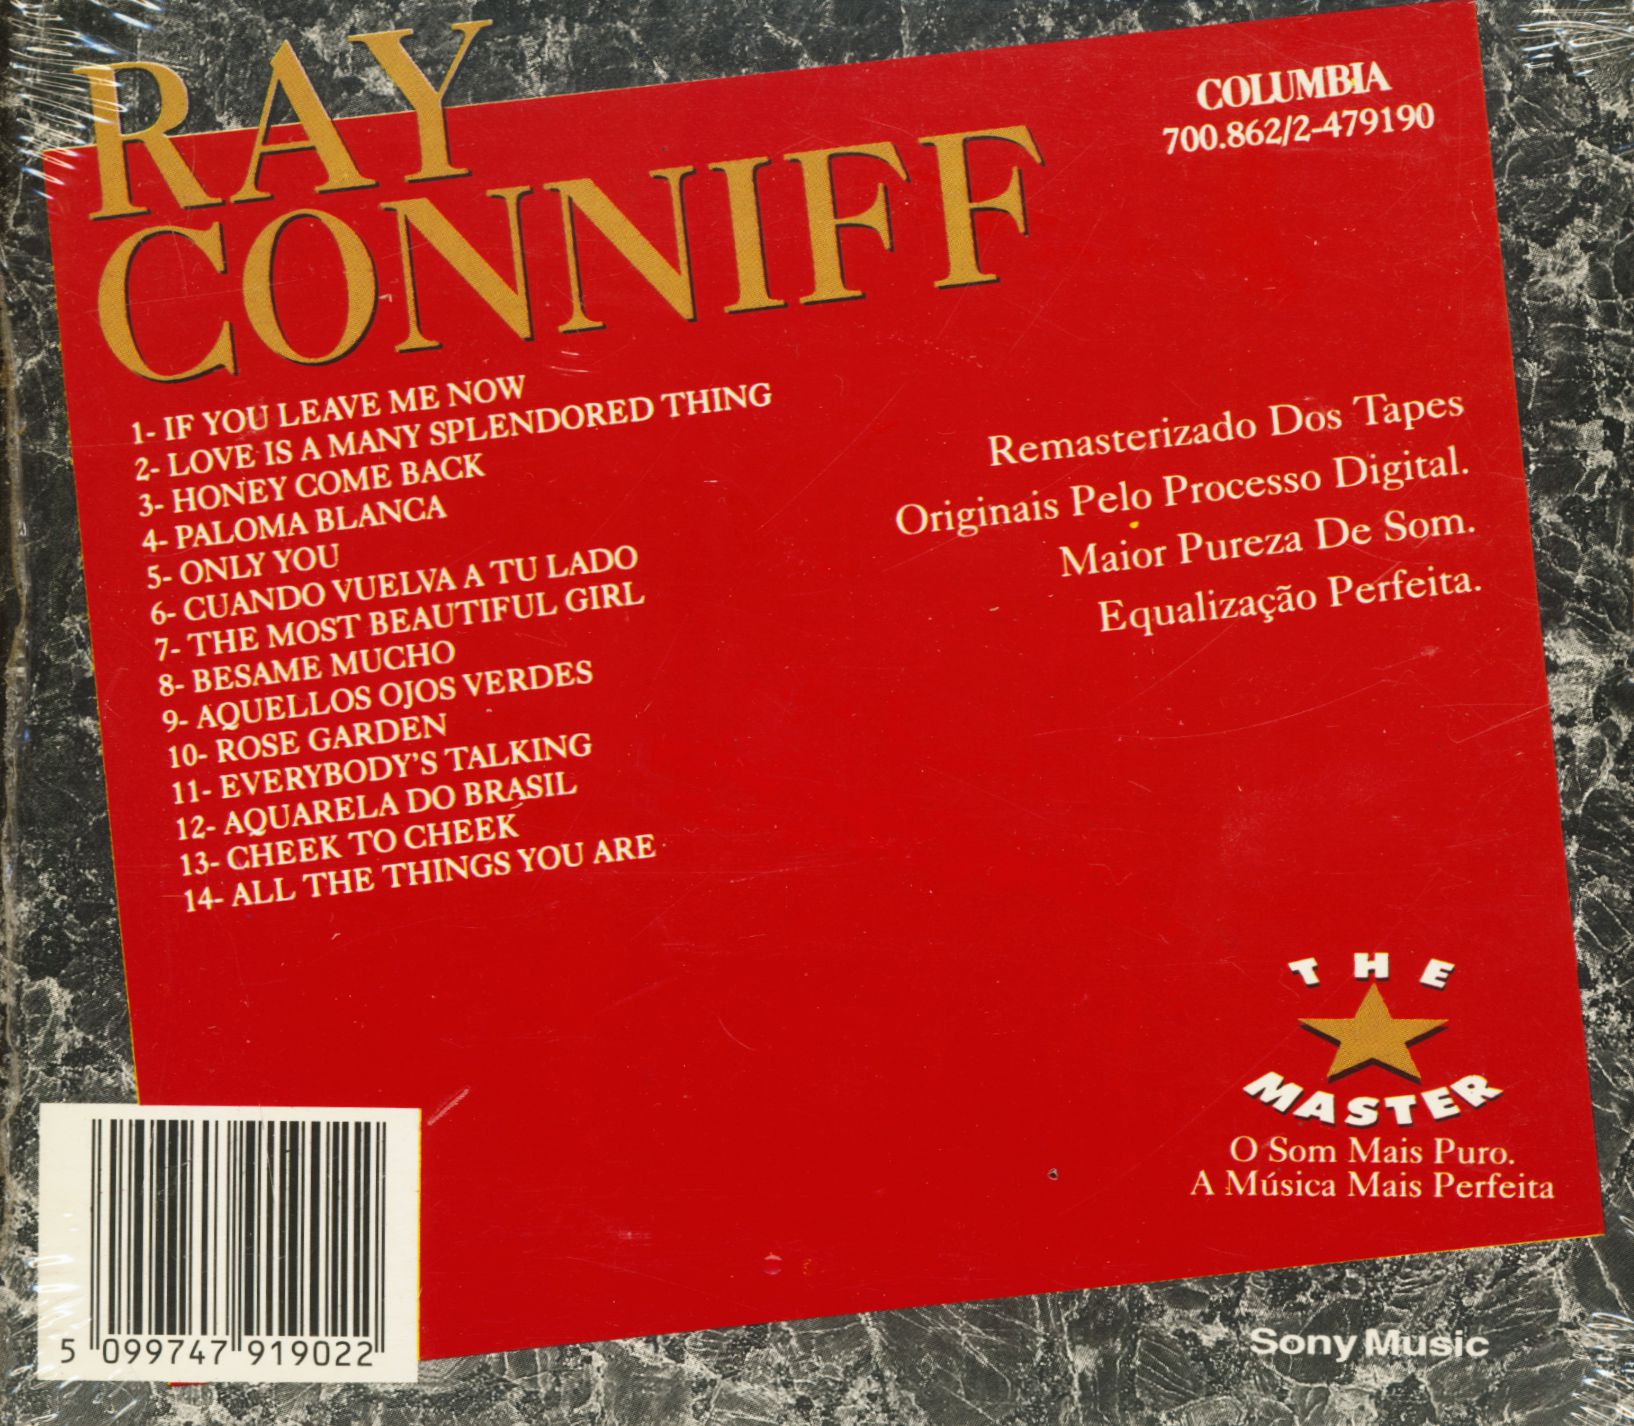 RAY
CONNIFF
COLUMBIA
700.862/2-479190
1- IF YOU LEAVE ME NOW
2- LOVE IS A MANY SPLENDORED THING
3- HONEY COME BACK
4- PALOMA BLANCA
5- ONLY YOU
6- CUANDO VUELVA A TU LADO
7- THE MOST BEAUTIFUL GIRL
8- BESAME MUCHO
9- AQUELLOS OJOS VERDES
10- ROSE GARDEN
11- EVERYBODY'S TALKING
12- AQUARELA DO BRASIL
13- CHEEK TO CHEEK
14- ALL THE THINGS YOU ARE
Remasterizado Dos Tapes
Originais Pelo Processo Digital.
Maior Pureza De Som.
Equalização Perfeita.
THE
MASTER
O Som Mais Puro.
A Música Mais Perfeita
5 099747 919022
Sony Music